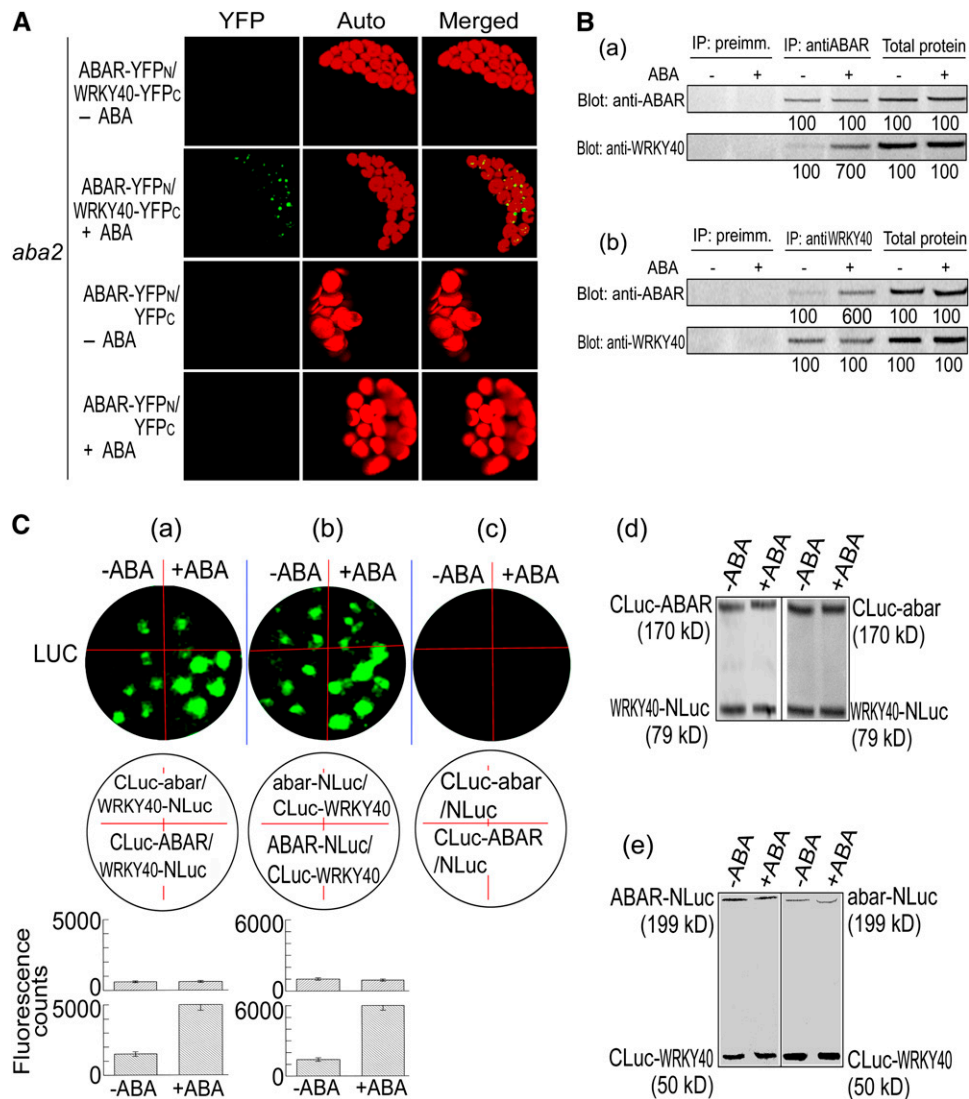 A
YFP
Auto
Merged
aba2
ABAR-YFPN/
WRKY40-YFPC
– ABA
ABAR-YFPN/
WRKY40-YFPC
+ ABA
ABAR-YFPN/
YFPC
– ABA
ABAR-YFPN/
YFPC
+ ABA
B
(a)
IP: preimm. IP: antiABAR Total protein
ABA - + - + - +
Blot: anti-ABAR
100 100 100 100
Blot: anti-WRKY40
100 700 100 100
(b)
IP: preimm. IP: antiWRKY40 Total protein
ABA - + - + - +
Blot: anti-ABAR
100 600 100 100
Blot: anti-WRKY40
100 100 100 100
C
(a) (b) (c)
-ABA +ABA -ABA +ABA -ABA +ABA
LUC
CLuc-abar/
WRKY40-NLuc
CLuc-ABAR/
WRKY40-NLuc
abar-NLuc/
CLuc-WRKY40
ABAR-NLuc/
CLuc-WRKY40
CLuc-abar
/NLuc
CLuc-ABAR
/NLuc
Fluorescence
counts
5000
0
5000
0
-ABA +ABA
6000
0
6000
0
-ABA +ABA
(d)
-ABA +ABA -ABA +ABA
CLuc-ABAR
(170 kD)
CLuc-abar
(170 kD)
WRKY40-NLuc
(79 kD)
WRKY40-NLuc
(79 kD)
(e)
-ABA +ABA -ABA +ABA
ABAR-NLuc
(199 kD)
abar-NLuc
(199 kD)
CLuc-WRKY40
(50 kD)
CLuc-WRKY40
(50 kD)